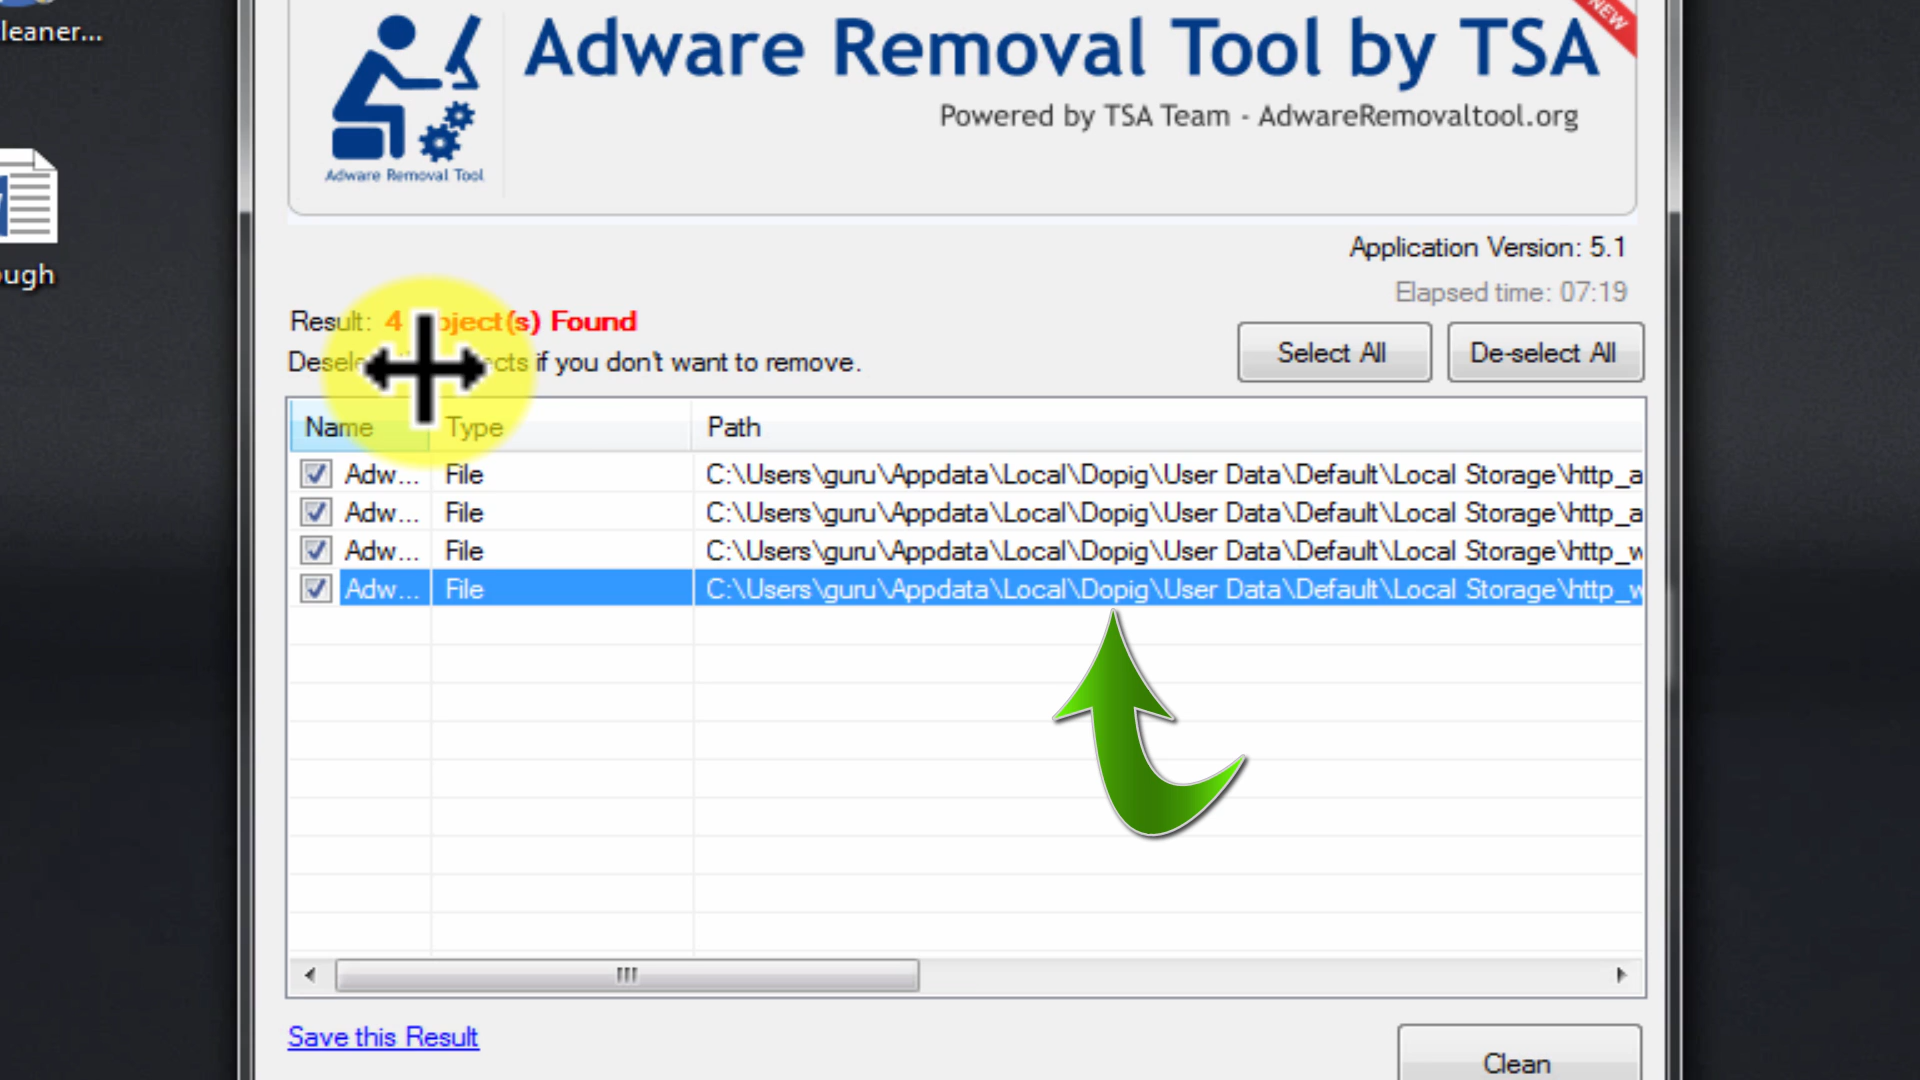 leaner...
ough
NEW
Adware Removal Tool by TSA
Powered by TSA Team - AdwareRemovaltool.org
Adware Removal Tool
Application Version: 5.1
Elapsed time: 07:19
Result: 4 ject(s) Found
Desele cts if you don't want to remove.
Select All
De-select All
Name Type Path
Adw... File C:\Users\guru\Appdata\Local\Dopig\User Data\Default\Local Storage\http_a
Adw... File C:\Users\guru\Appdata\Local\Dopig\User Data\Default\Local Storage\http_a
Adw... File C:\Users\guru\Appdata\Local\Dopig\User Data\Default\Local Storage\http_w
Adw... File C:\Users\guru\Appdata\Local\Dopig\User Data\Default\Local Storage\http_w
Save this Result
Clean